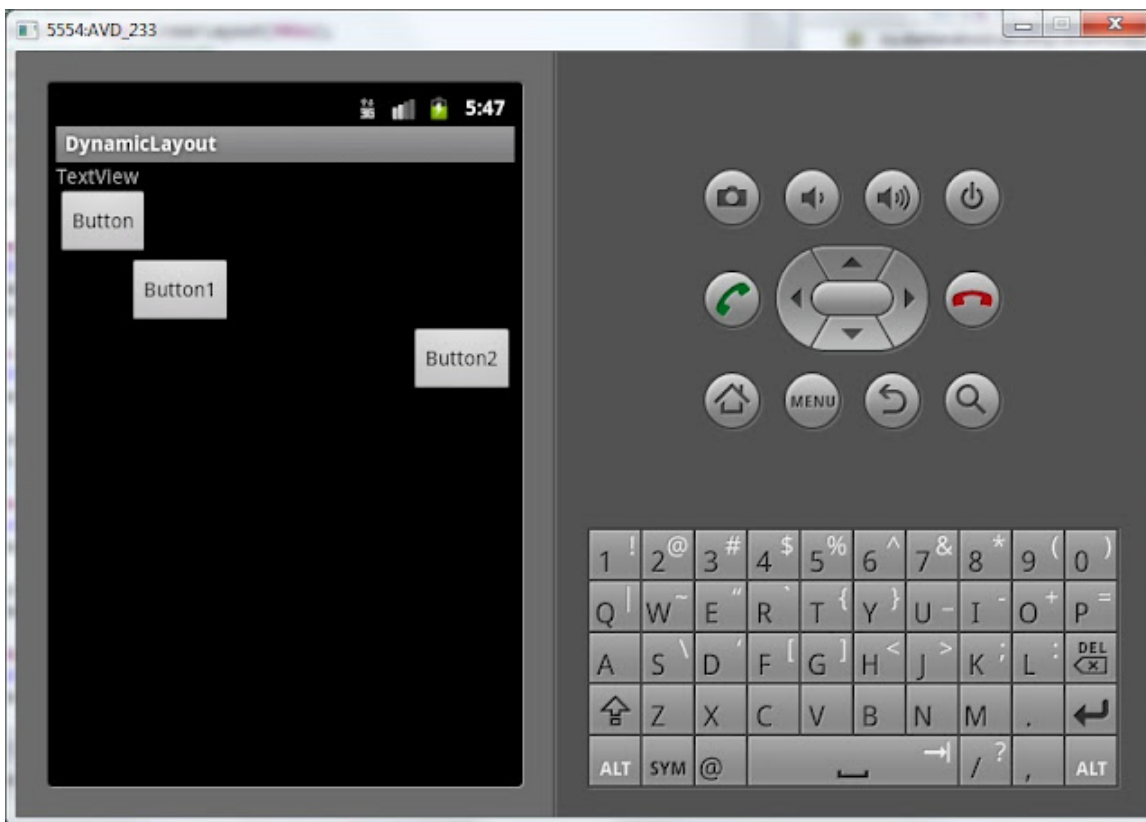 5554:AVD_233
5:47
DynamicLayout
TextView
Button
Button1
Button2
MENU
1 ! 2 @ 3 # 4 $ 5 % 6 ^ 7 & 8 * 9 ( 0 )
Q | W ~ E " R ` T { Y } U _ I - O + P =
A S \ D ' F [ G ] H < J > K ; L : DEL
Z X C V B N M .
ALT SYM @ / ? , ALT